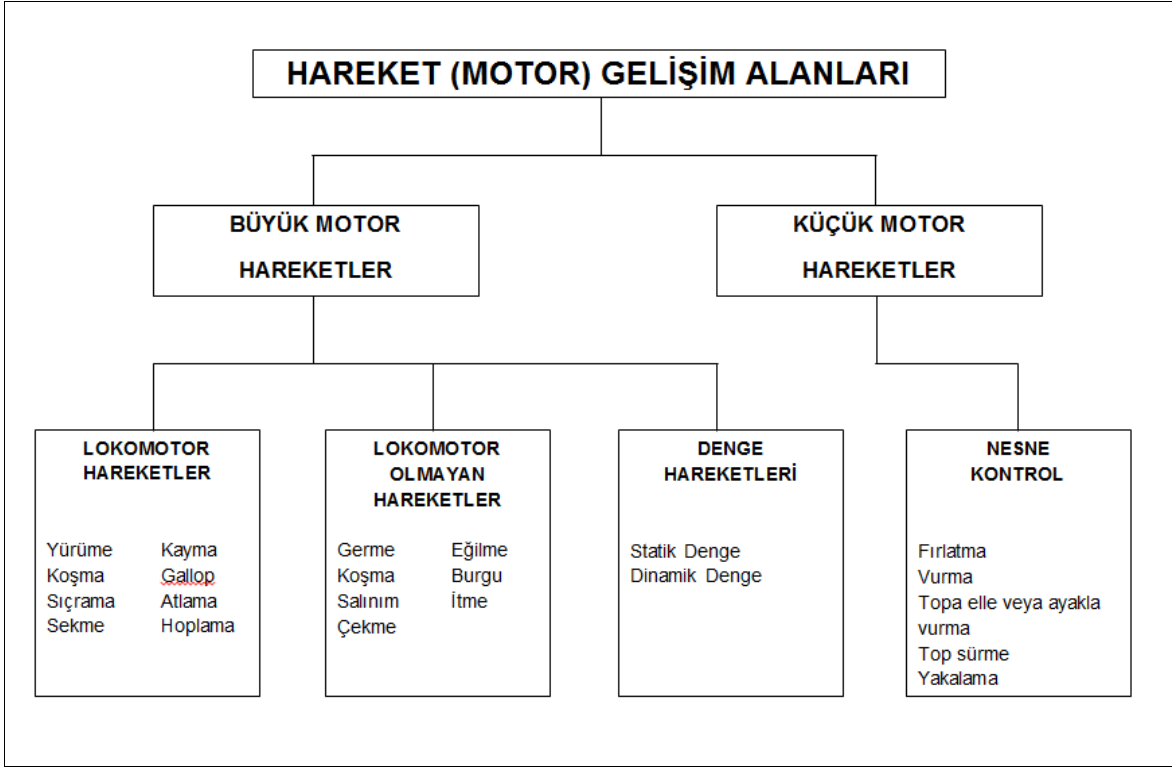 HAREKET (MOTOR) GELİŞİM ALANLARI
BÜYÜK MOTOR
HAREKETLER
KÜÇÜK MOTOR
HAREKETLER
LOKOMOTOR
HAREKETLER
Yürüme Kayma
Koşma Gallop
Sıçrama Atlama
Sekme Hoplama
LOKOMOTOR
OLMAYAN
HAREKETLER
Germe Eğilme
Koşma Burgu
Salınım İtme
Çekme
DENGE
HAREKETLERİ
Statik Denge
Dinamik Denge
NESNE
KONTROL
Fırlatma
Vurma
Topa elle veya ayakla
vurma
Top sürme
Yakalama